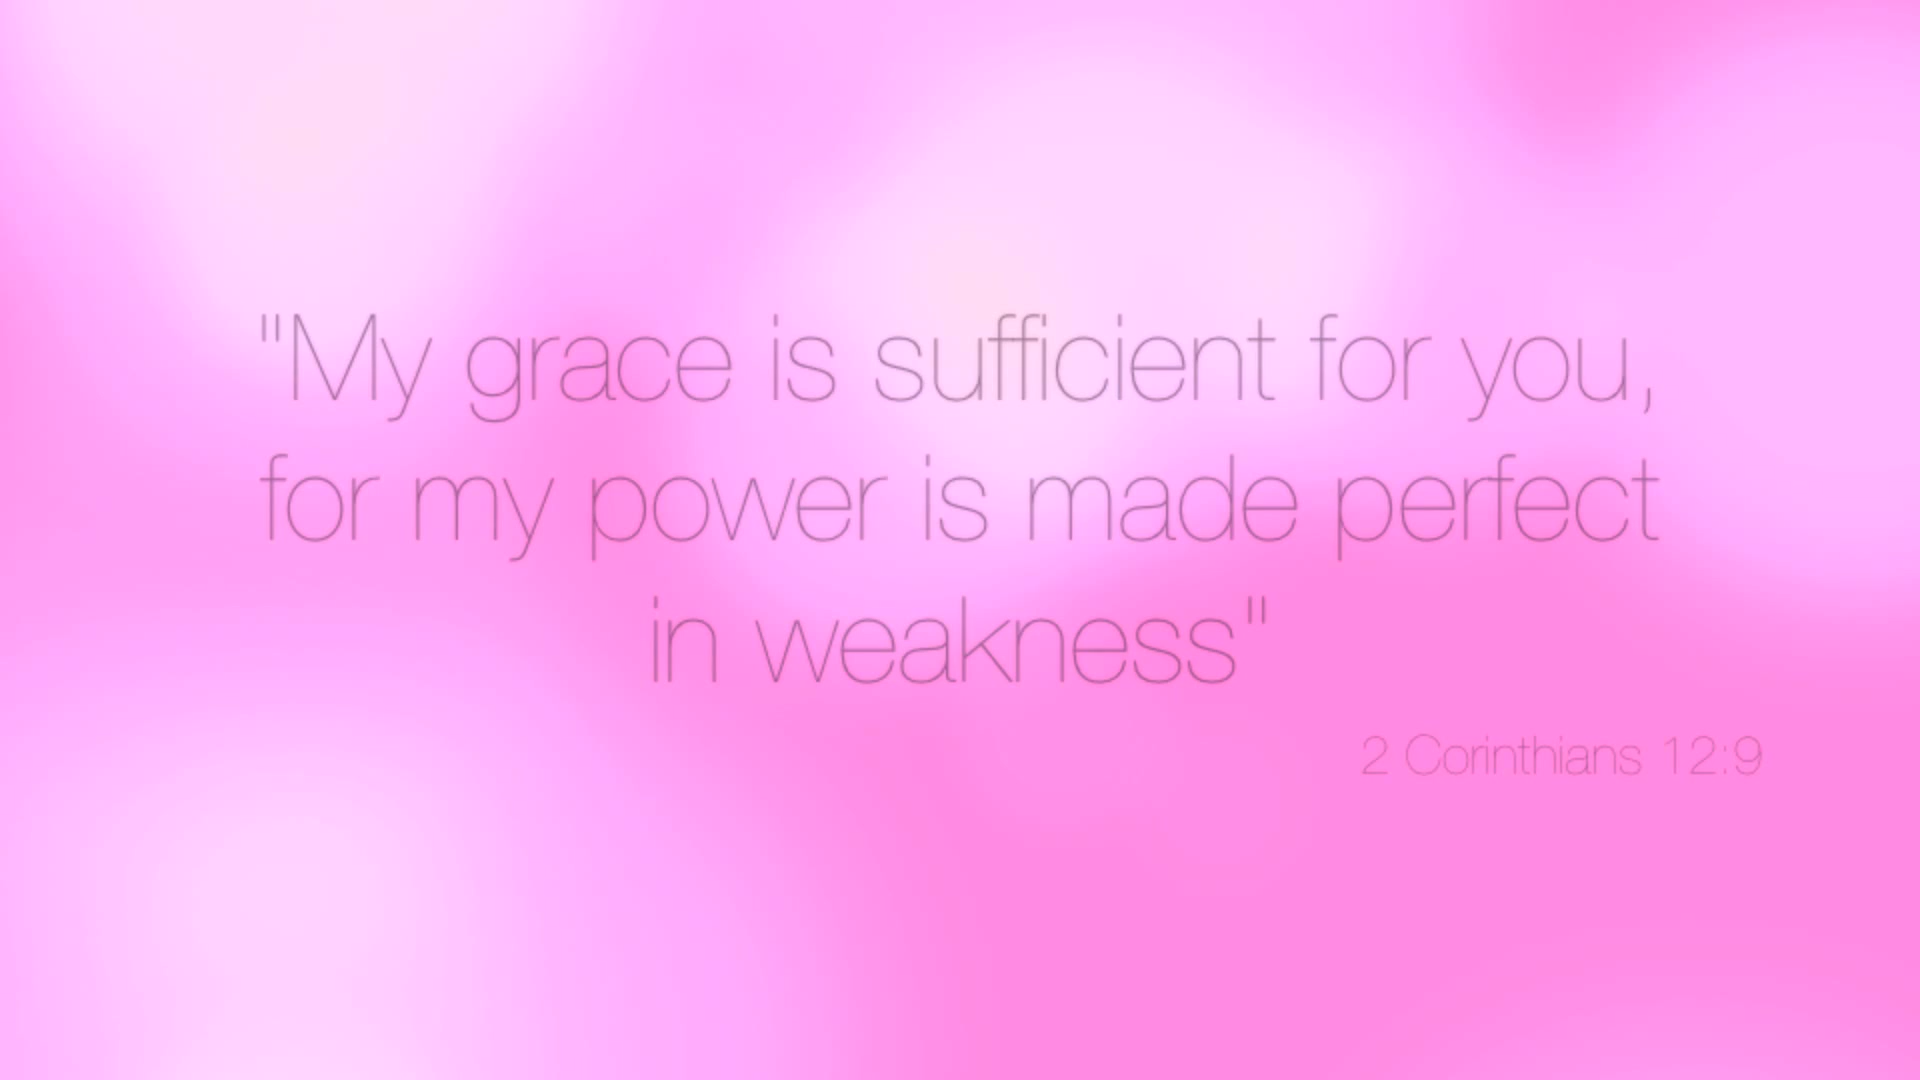 "My grace is sufficient for you,
for my power is made perfect
in weakness"
2 Corinthians 12:9